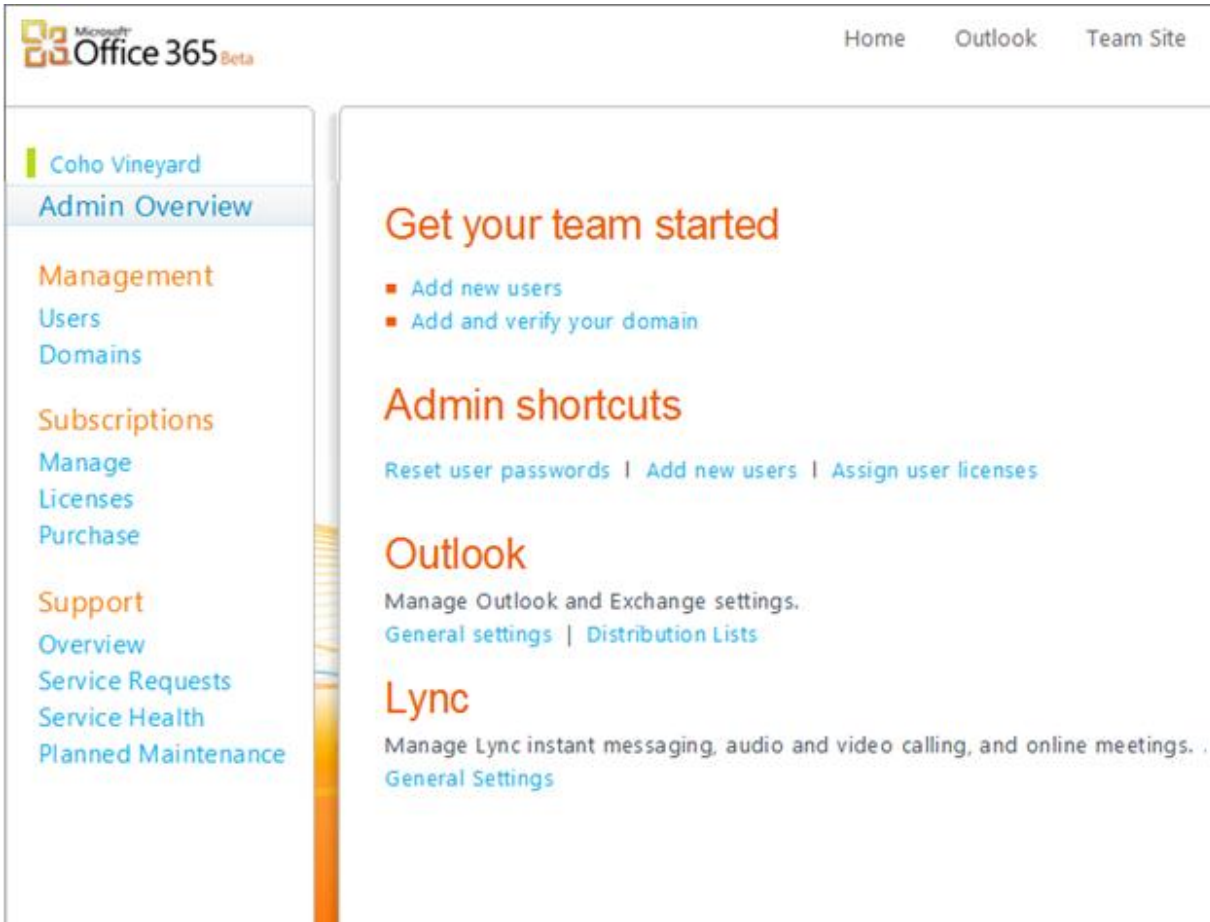 Microsoft
Office 365 Beta
Home Outlook Team Site
Coho Vineyard
Admin Overview
Management
Users
Domains
Subscriptions
Manage
Licenses
Purchase
Support
Overview
Service Requests
Service Health
Planned Maintenance
Get your team started
Add new users
Add and verify your domain
Admin shortcuts
Reset user passwords | Add new users | Assign user licenses
Outlook
Manage Outlook and Exchange settings.
General settings | Distribution Lists
Lync
Manage Lync instant messaging, audio and video calling, and online meetings. .
General Settings